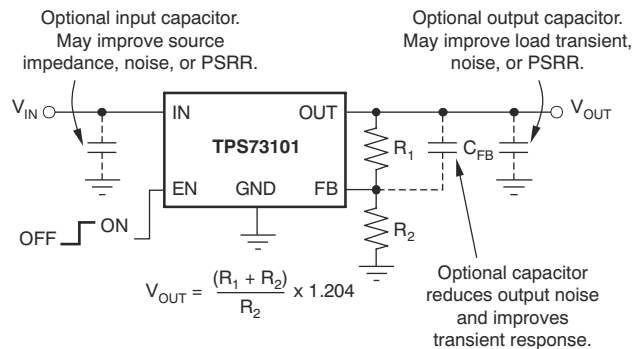 Optional input capacitor.
May improve source
impedance, noise, or PSRR.
Optional output capacitor.
May improve load transient,
noise, or PSRR.
V_IN
IN
OUT
V_OUT
TPS73101
R_1
C_FB
EN
GND
FB
OFF
ON
R_2
V_OUT = (R_1 + R_2) / R_2 x 1.204
Optional capacitor
reduces output noise
and improves
transient response.